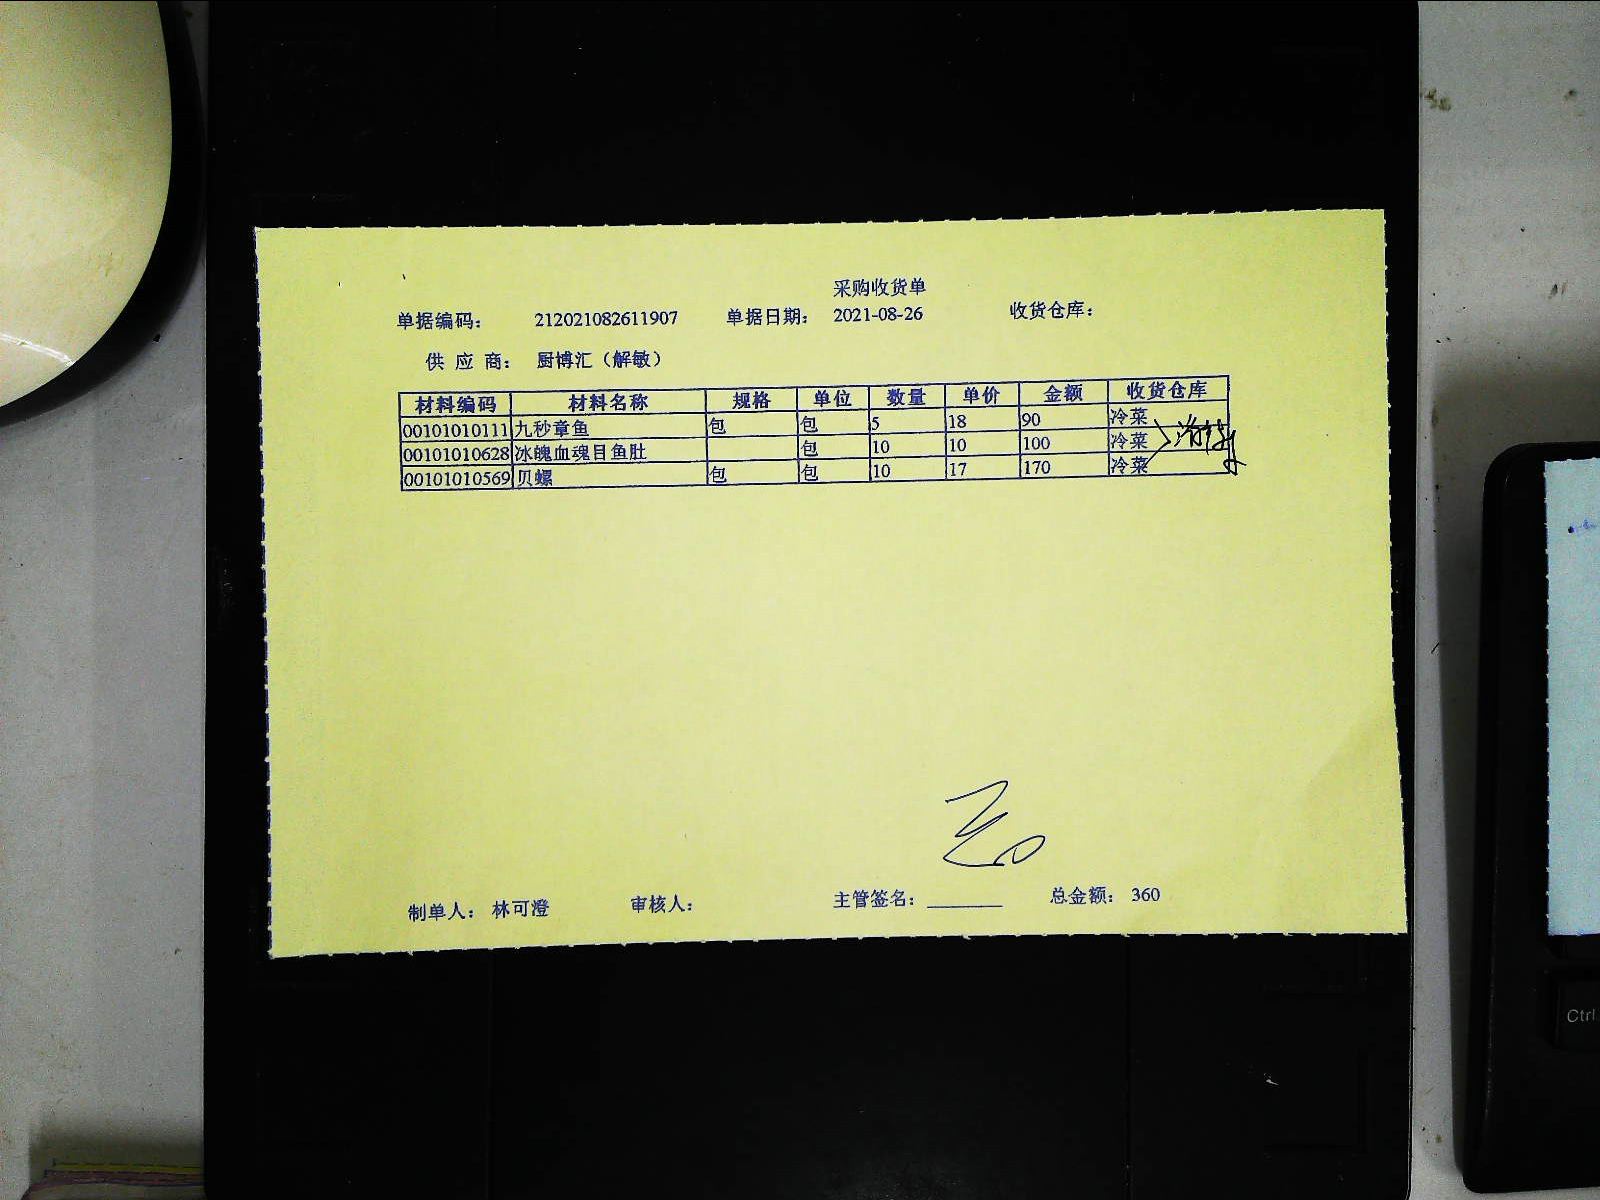 采购收货单
单据编码： 212021082611907 单据日期： 2021-08-26 收货仓库：
供 应 商： 厨博汇（解敏）
材料编码 材料名称 规格 单位 数量 单价 金额 收货仓库
00101010111 九秒章鱼 包 包 5 18 90 冷菜
00101010628 冰魄血魂目鱼肚 包 10 10 100 冷菜
00101010569 贝螺 包 包 10 17 170 冷菜
制单人： 林可澄 审核人： 主管签名： 总金额： 360
Ctrl